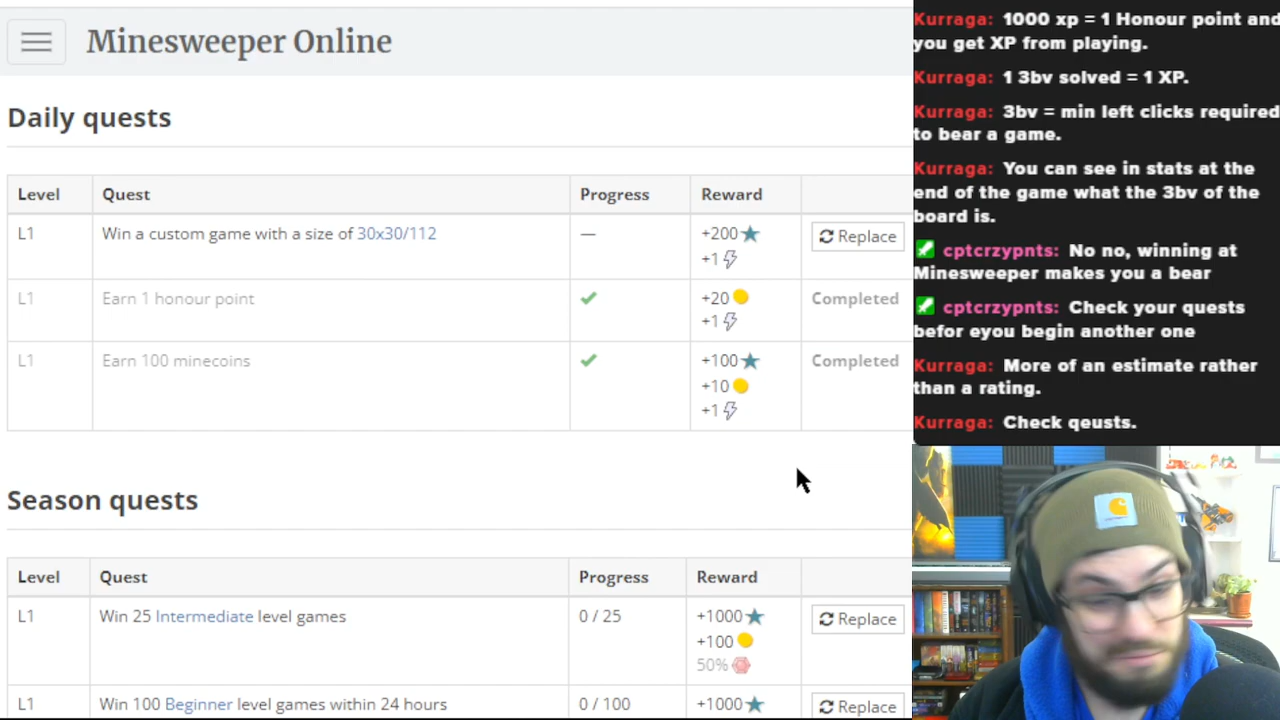 Minesweeper Online
Daily quests
Level Quest Progress Reward
L1 Win a custom game with a size of 30x30/112 — +200 Replace
+1
L1 Earn 1 honour point +20 Completed
+1
L1 Earn 100 minecoins +100 Completed
+10
+1
Season quests
Level Quest Progress Reward
L1 Win 25 Intermediate level games 0 / 25 +1000 Replace
+100
50%
L1 Win 100 Beginner level games within 24 hours 0 / 100 +1000 Replace
Kurraga: 1000 xp = 1 Honour point and
you get XP from playing.
Kurraga: 1 3bv solved = 1 XP.
Kurraga: 3bv = min left clicks required
to bear a game.
Kurraga: You can see in stats at the
end of the game what the 3bv of the
board is.
cptcrzypnts: No no, winning at
Minesweeper makes you a bear
cptcrzypnts: Check your quests
befor eyou begin another one
Kurraga: More of an estimate rather
than a rating.
Kurraga: Check qeusts.